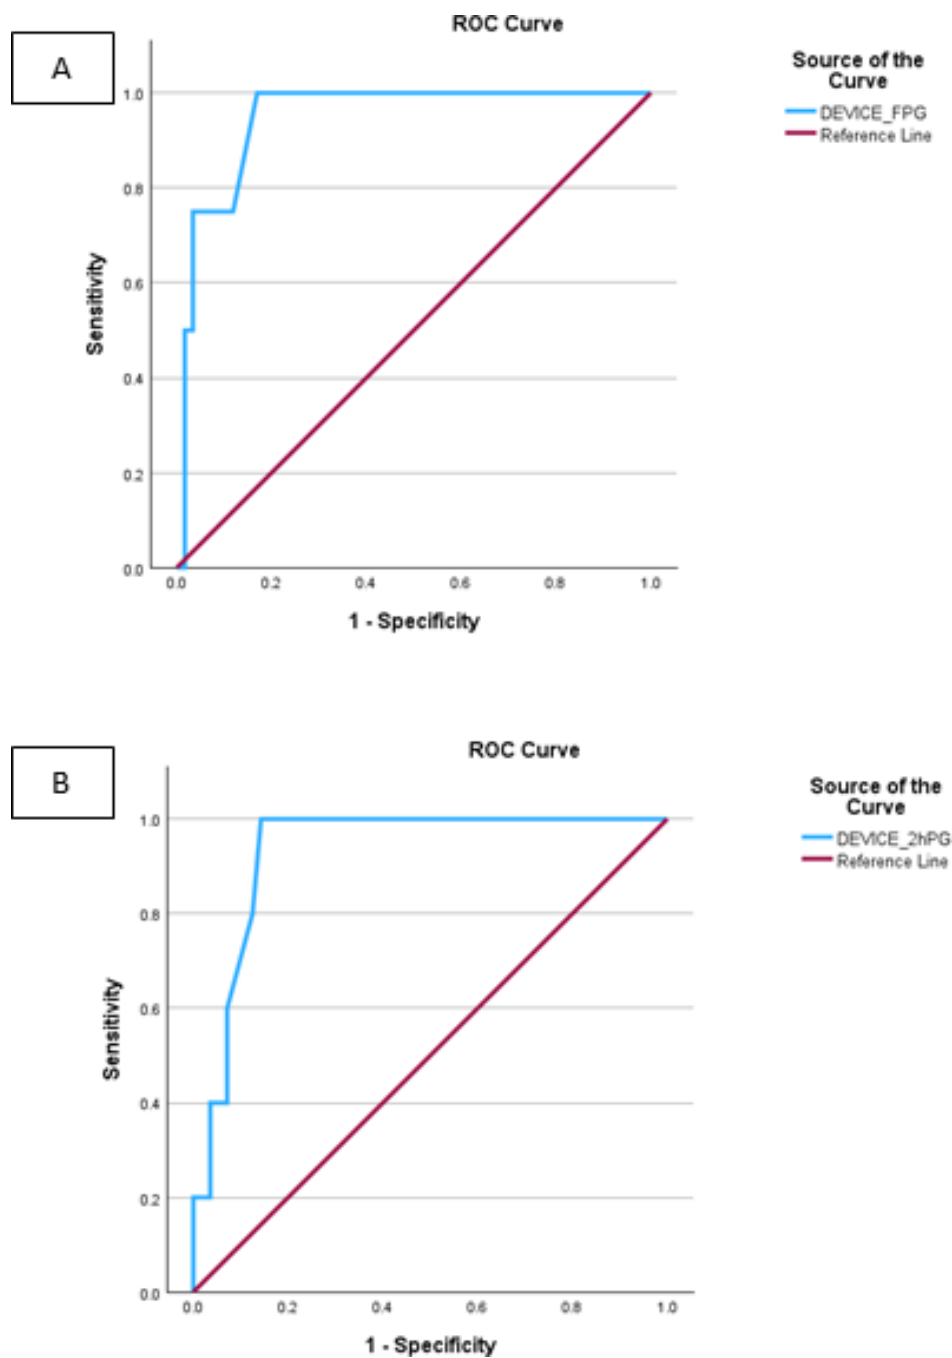 A
ROC Curve
Source of the
Curve
DEVICE_FPG
Reference Line
1.0
0.8
0.6
0.4
0.2
0.0
Sensitivity
0.0 0.2 0.4 0.6 0.8 1.0
1 - Specificity
B
ROC Curve
Source of the
Curve
DEVICE_2hPG
Reference Line
1.0
0.8
0.6
0.4
0.2
0.0
Sensitivity
0.0 0.2 0.4 0.6 0.8 1.0
1 - Specificity